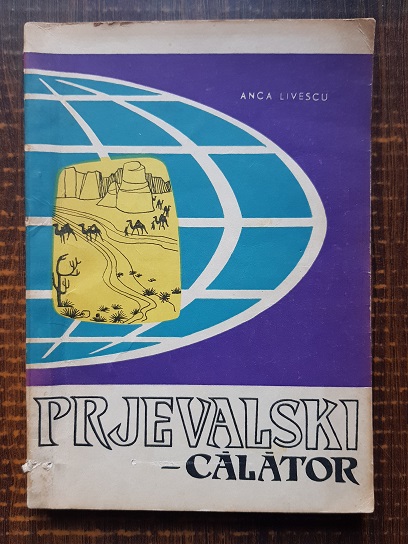 ANCA LIVESCU
PRJEVALSKI
– CĂLĂTOR